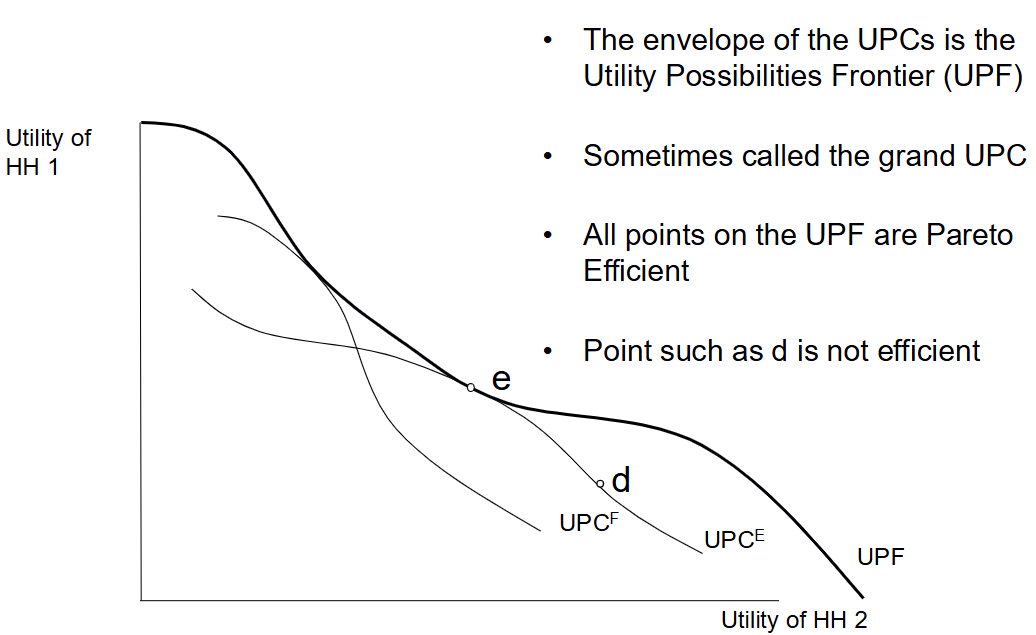 • The envelope of the UPCs is the
Utility Possibilities Frontier (UPF)
• Sometimes called the grand UPC
• All points on the UPF are Pareto
Efficient
• Point such as d is not efficient
Utility of
HH 1
e
d
UPCF
UPCE
UPF
Utility of HH 2